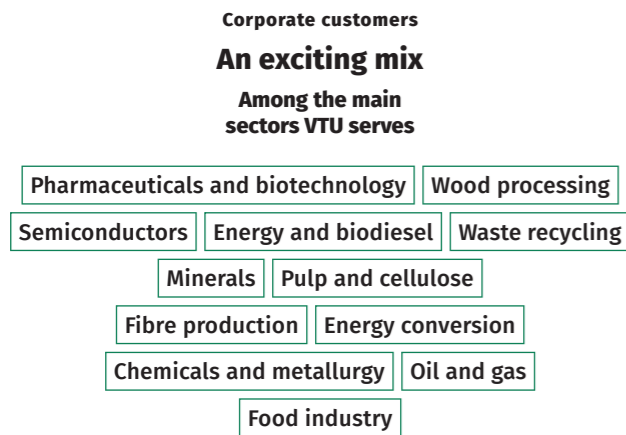 Corporate customers
An exciting mix
Among the main
sectors VTU serves
Pharmaceuticals and biotechnology Wood processing
Semiconductors Energy and biodiesel Waste recycling
Minerals Pulp and cellulose
Fibre production Energy conversion
Chemicals and metallurgy Oil and gas
Food industry